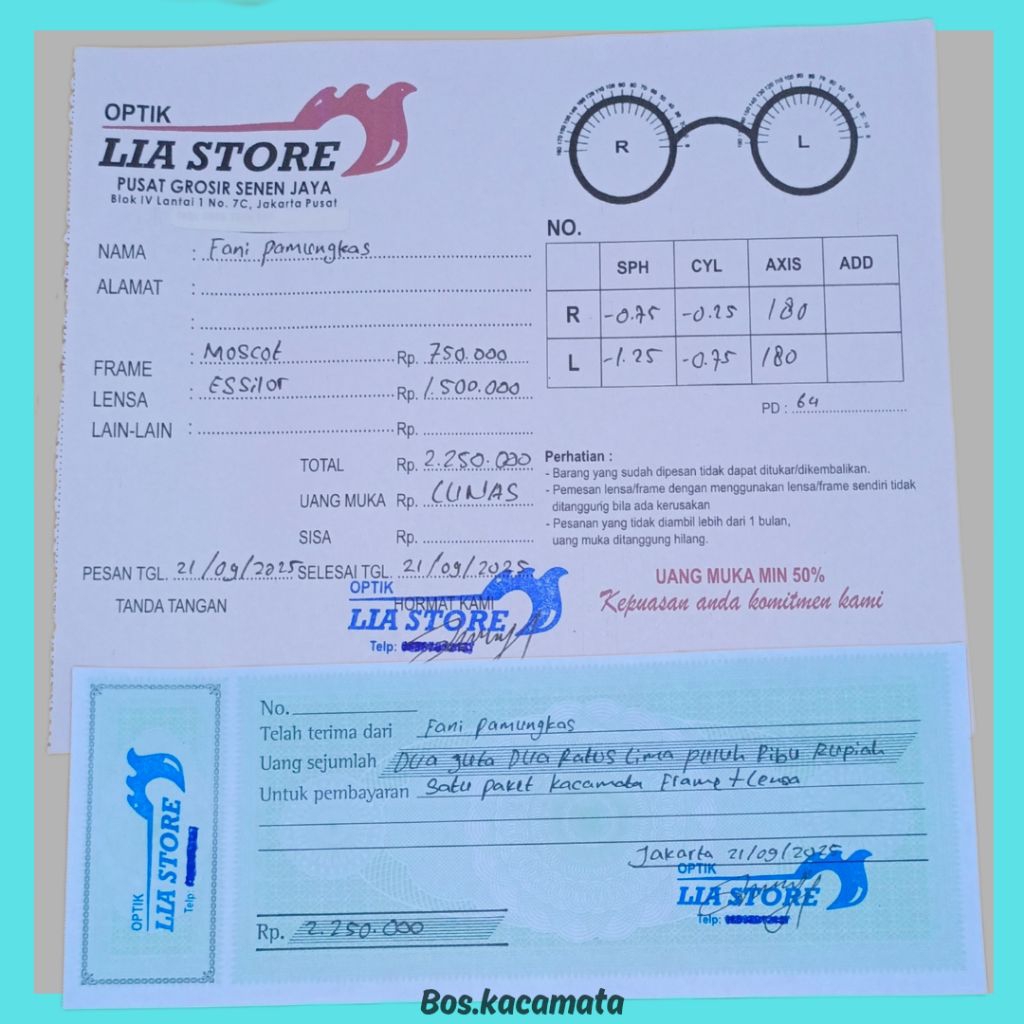 OPTIK
LIA STORE
PUSAT GROSIR SENEN JAYA
Blok IV Lantai 1 No. 7C, Jakarta Pusat
R L
NO.
SPH CYL AXIS ADD
R -0.75 -0.25 180
L -1.25 -0.75 180
PD : 64
NAMA : Fani Pamungkas
ALAMAT :
:
FRAME : Moscot Rp. 750.000
LENSA : ESSilor Rp. 1.500.000
LAIN-LAIN : Rp.
TOTAL Rp. 2.250.000
UANG MUKA Rp. LUNAS
SISA Rp.
PESAN TGL. 21/09/2025 SELESAI TGL. 21/09/2025
TANDA TANGAN HORMAT KAMI
OPTIK
LIA STORE
Telp:
Perhatian :
- Barang yang sudah dipesan tidak dapat ditukar/dikembalikan.
- Pemesan lensa/frame dengan menggunakan lensa/frame sendiri tidak
ditanggung bila ada kerusakan
- Pesanan yang tidak diambil lebih dari 1 bulan,
uang muka ditanggung hilang.
UANG MUKA MIN 50%
Kepuasan anda komitmen kami
OPTIK
LIA STORE
Telp:
No.
Telah terima dari Fani Pamungkas
Uang sejumlah Dua Juta Dua Ratus Lima puluh Ribu Rupiah
Untuk pembayaran Satu paket kacamata Frame + Lensa
Jakarta 21/09/2025
OPTIK
LIA STORE
Telp:
Rp. 2.250.000
Bos.kacamata